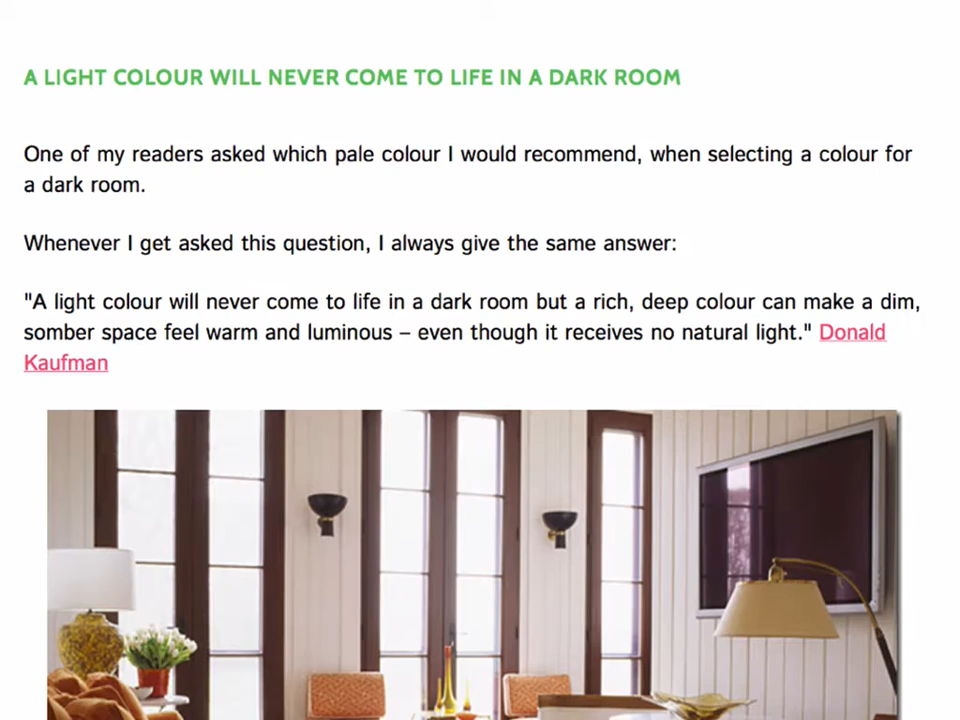 A LIGHT COLOUR WILL NEVER COME TO LIFE IN A DARK ROOM
One of my readers asked which pale colour I would recommend, when selecting a colour for
a dark room.
Whenever I get asked this question, I always give the same answer:
"A light colour will never come to life in a dark room but a rich, deep colour can make a dim,
somber space feel warm and luminous – even though it receives no natural light." Donald
Kaufman